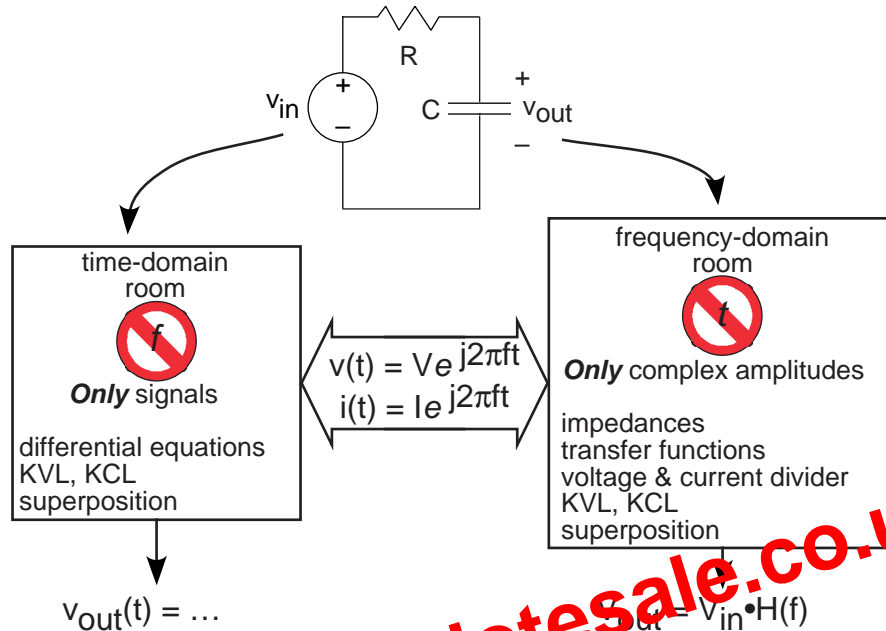 R
+
v_in
–
C
+
v_out
–
time-domain
room
f
Only signals
differential equations
KVL, KCL
superposition
v_out(t) = …
v(t) = Ve^j2πft
i(t) = Ie^j2πft
frequency-domain
room
t
Only complex amplitudes
impedances
transfer functions
voltage & current divider
KVL, KCL
superposition
V_out = V_in•H(f)
tesale.co.u